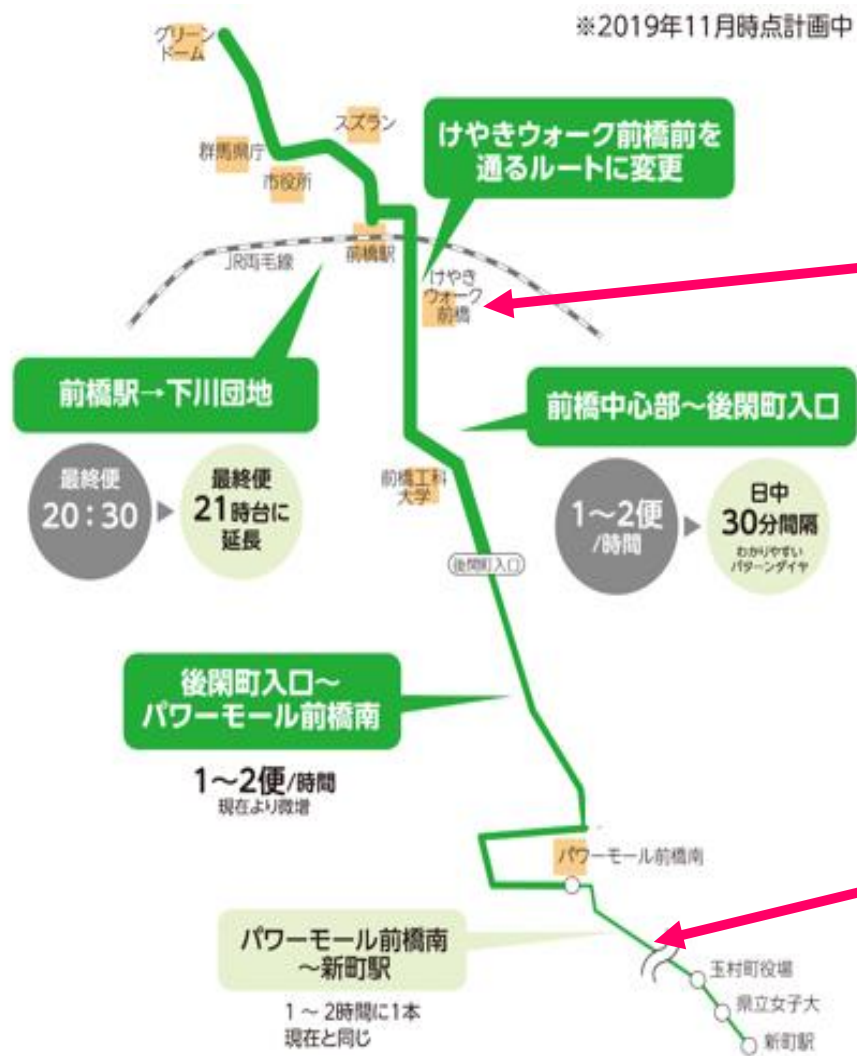 ※2019年11月時点計画中
グリーン
ドーム
スズラン
けやきウォーク前橋前を
通るルートに変更
群馬県庁
市役所
前橋駅
JR両毛線
けやき
ウォーク
前橋
前橋駅→下川団地
前橋中心部～後閑町入口
最終便
20：30
最終便
21時台に
延長
前橋工科
大学
1～2便
/時間
日中
30分間隔
わかりやすい
パターンダイヤ
後閑町入口
後閑町入口～
パワーモール前橋南
1～2便/時間
現在より微増
パワーモール前橋南
パワーモール前橋南
～新町駅
1～2時間に1本
現在と同じ
玉村町役場
県立女子大
新町駅